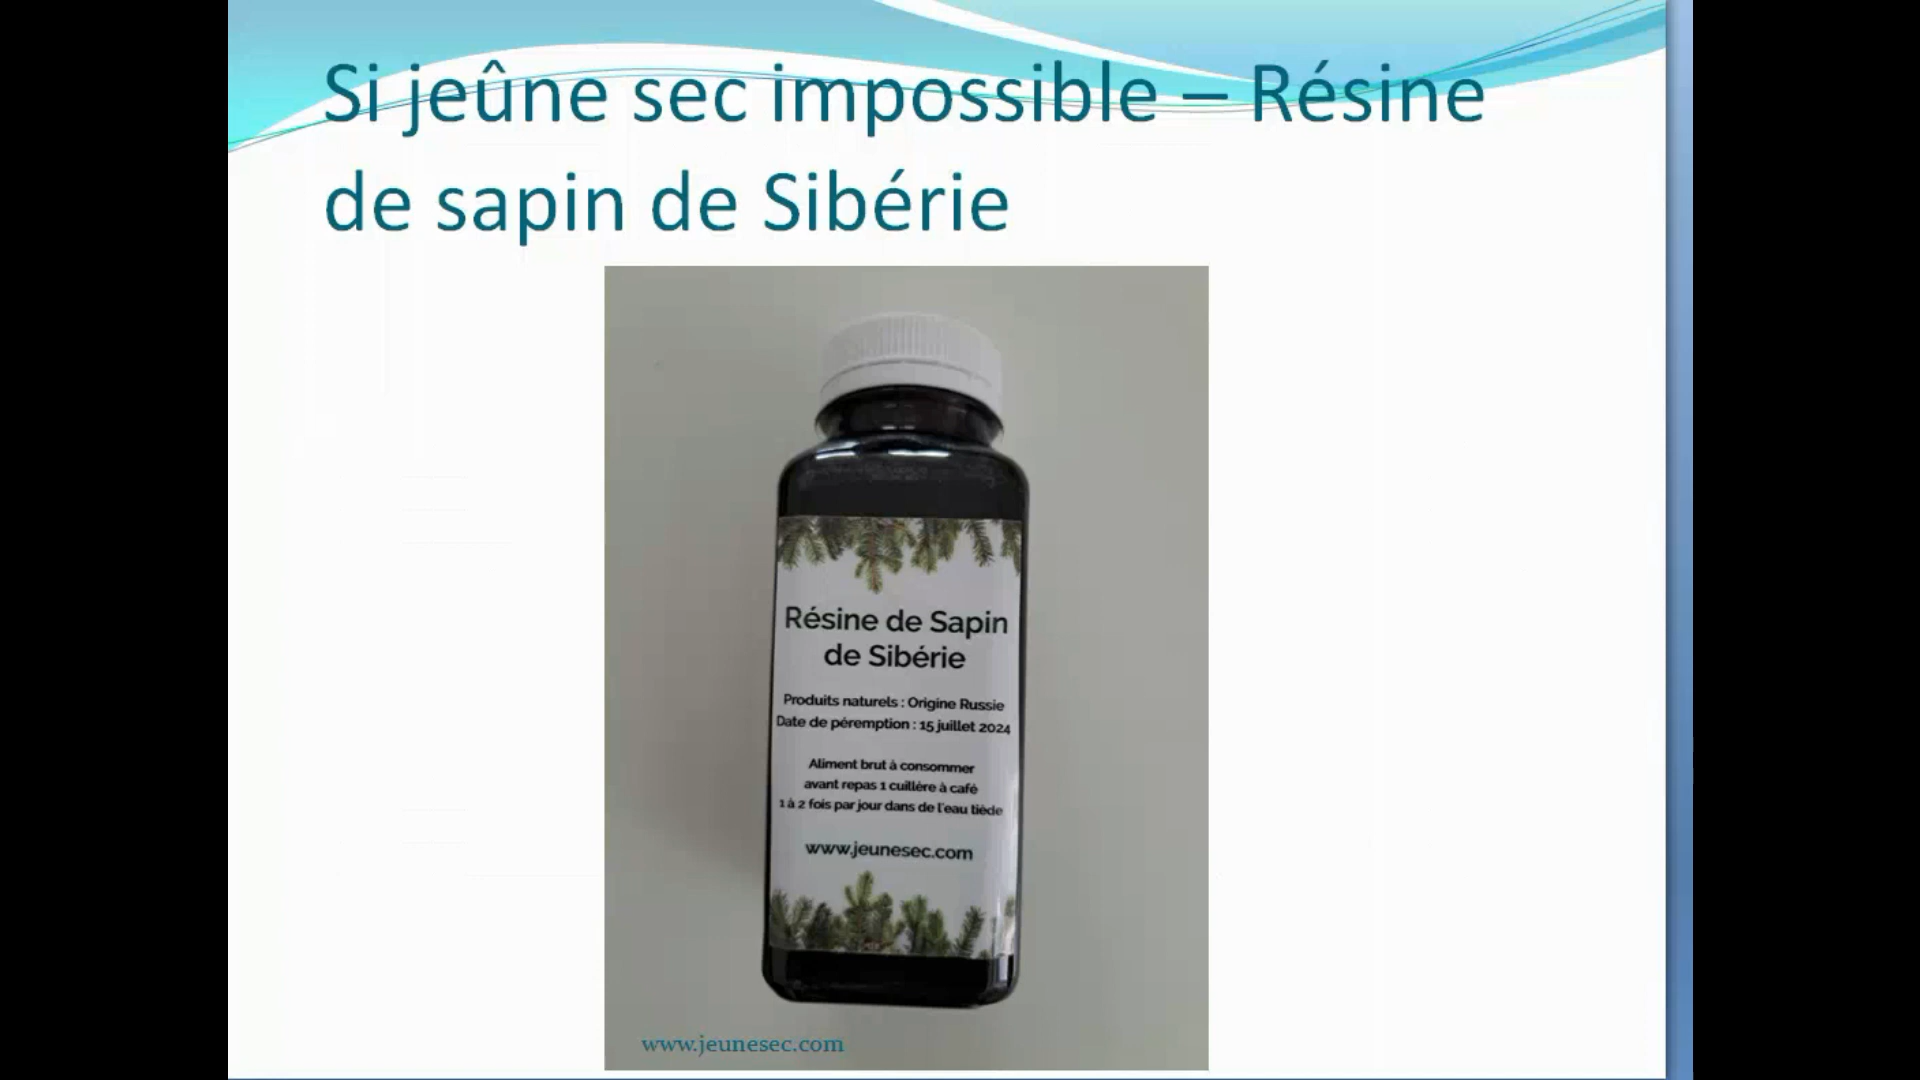 Si jeûne sec impossible – Résine
de sapin de Sibérie
Résine de Sapin
de Sibérie
Produits naturels : Origine Russie
Date de péremption : 15 juillet 2024
Aliment brut à consommer
avant repas 1 cuillère à café
1 à 2 fois par jour dans de l'eau tiède
www.jeunesec.com
www.jeunesec.com